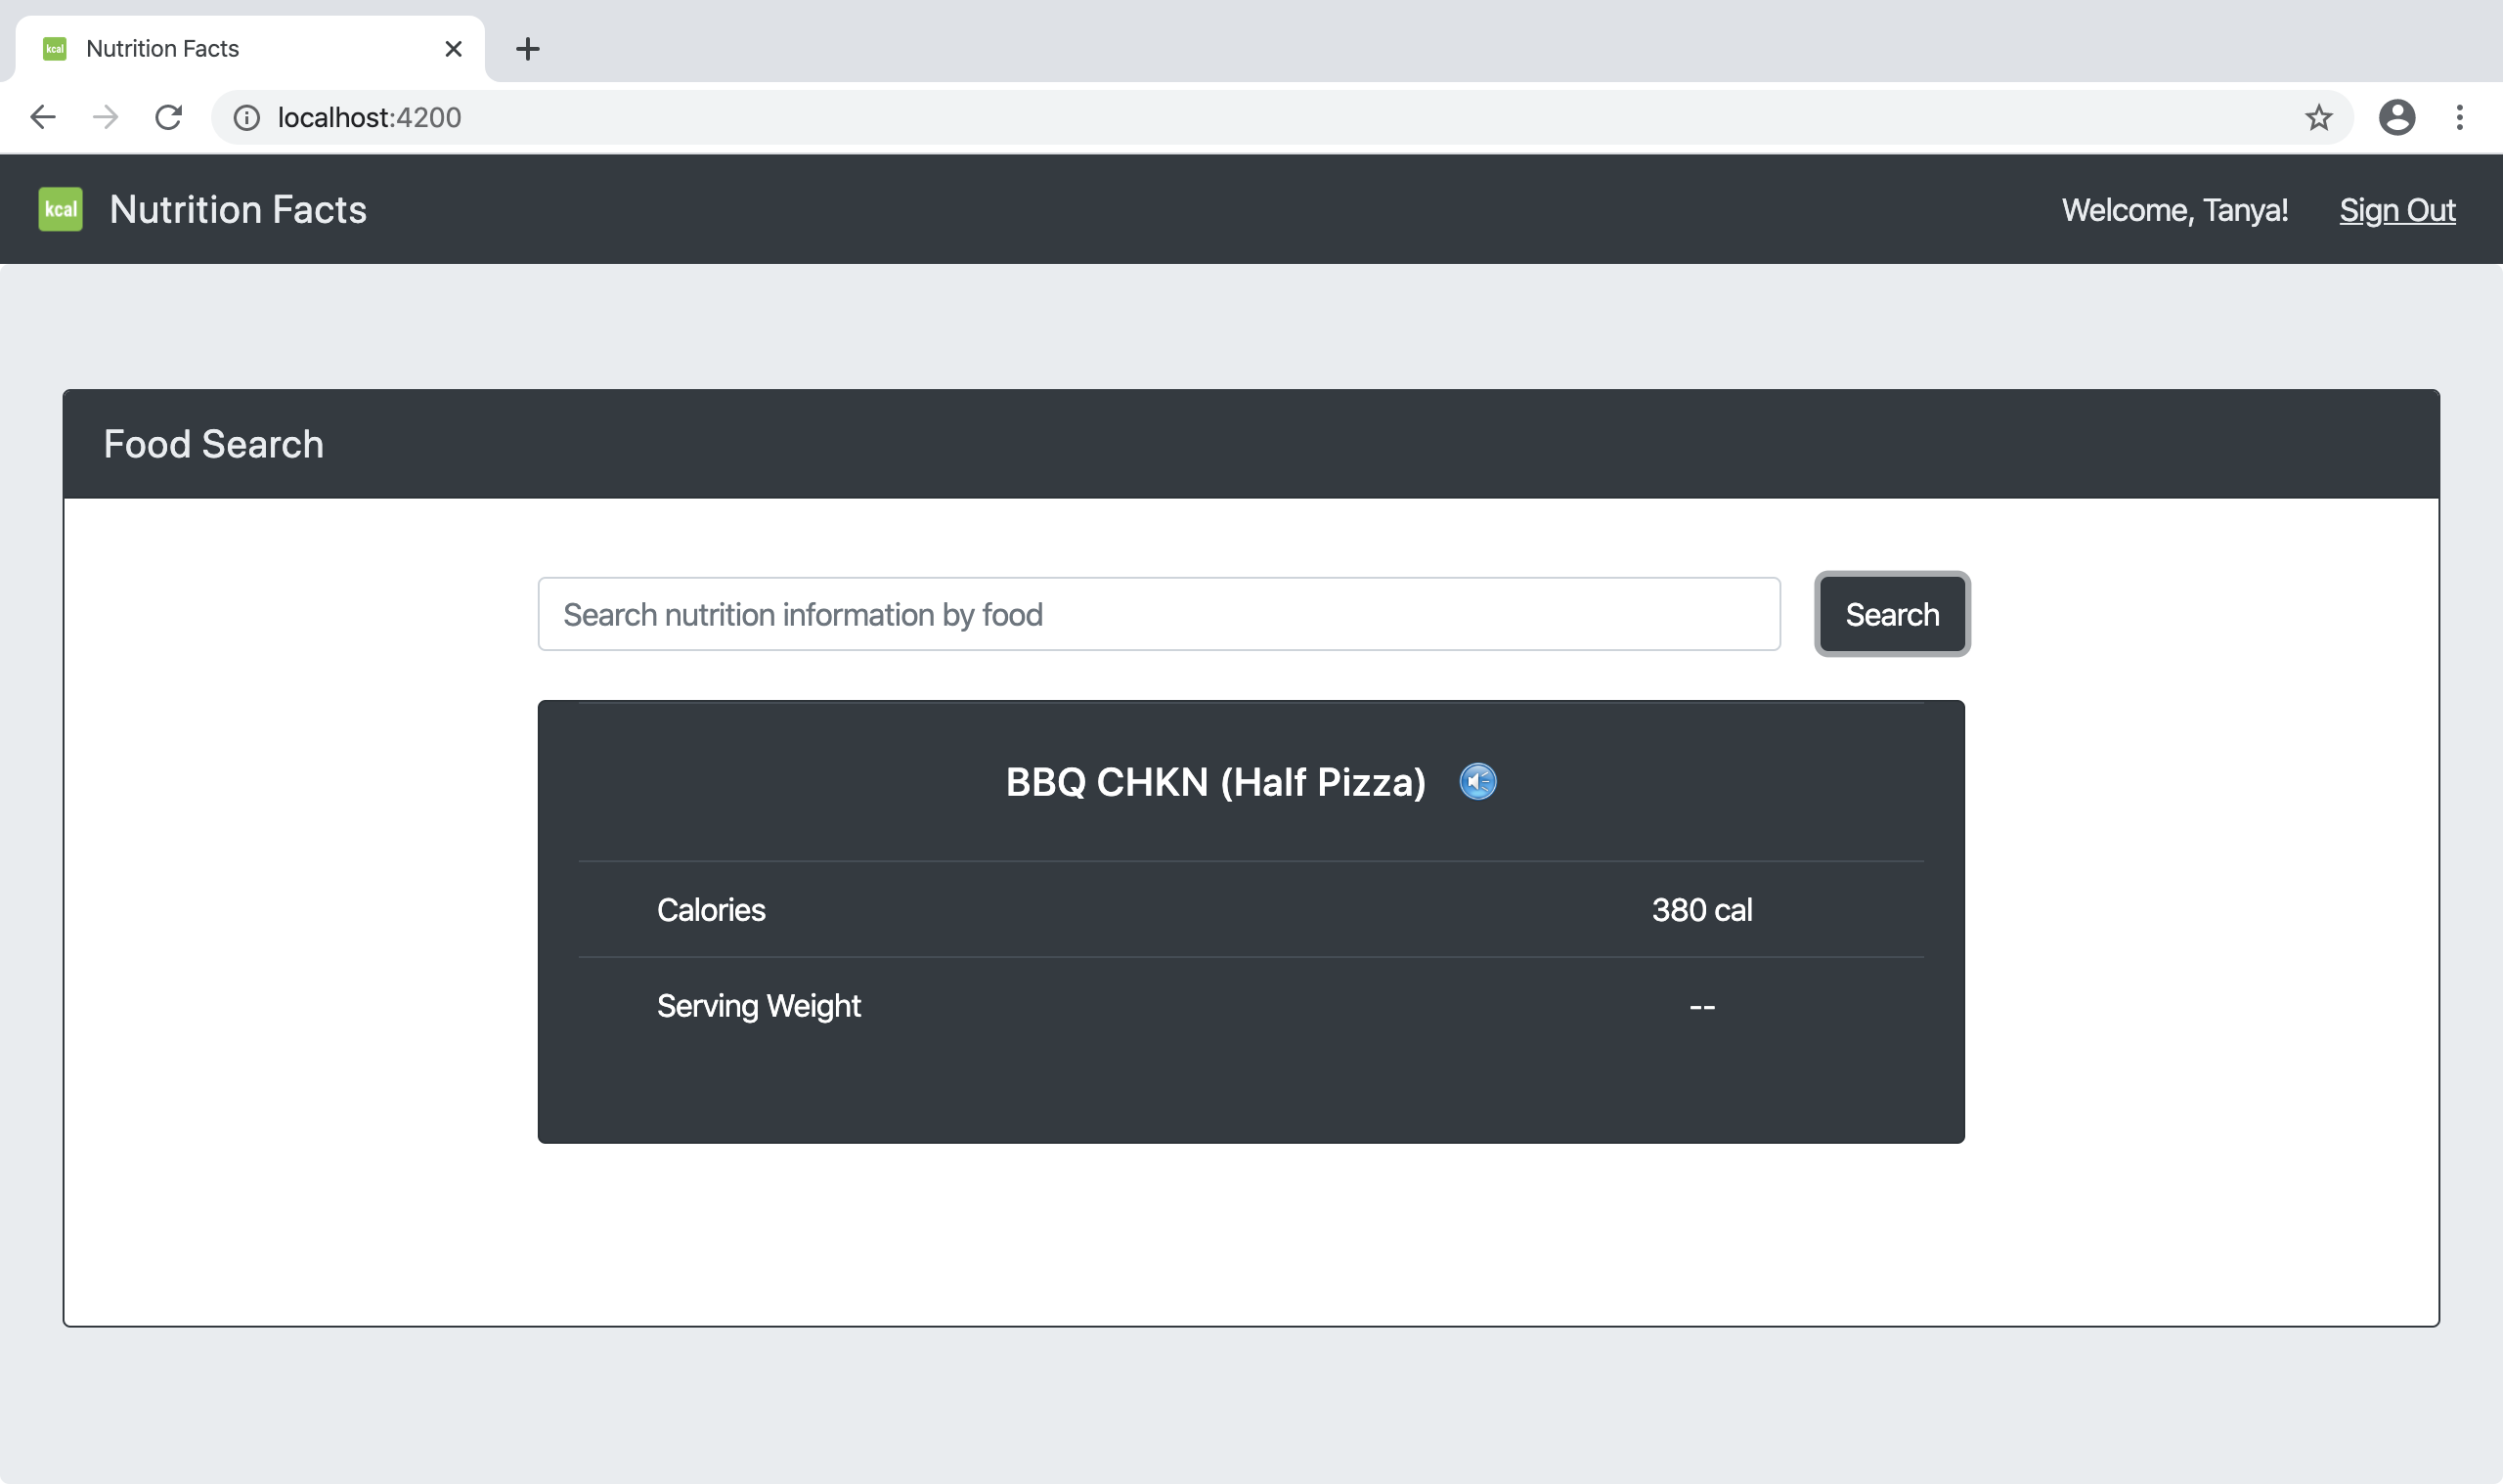 kcal Nutrition Facts
localhost:4200
kcal Nutrition Facts Welcome, Tanya! Sign Out
Food Search
Search nutrition information by food Search
BBQ CHKN (Half Pizza)
Calories 380 cal
Serving Weight --